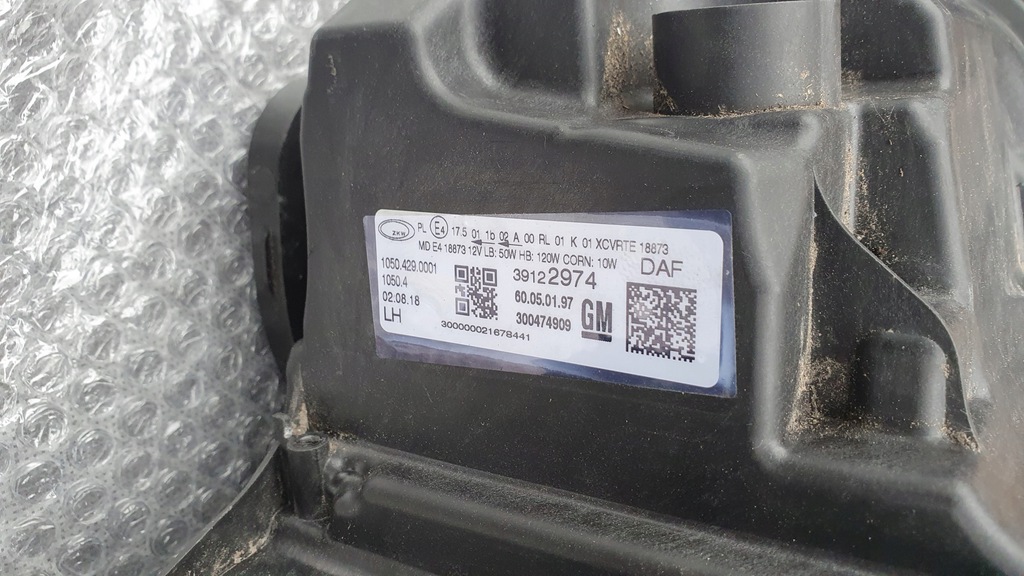 ZKW PL E4 17.5 01 1b 02 A 00 RL 01 K 01 XCVRTE 18873
MD E4 18873 12V LB: 50W HB: 120W CORN: 10W DAF
1050.429.0001 39122974
1050.4 60.05.01.97
02.08.18 300474909 GM
LH 300000021678441